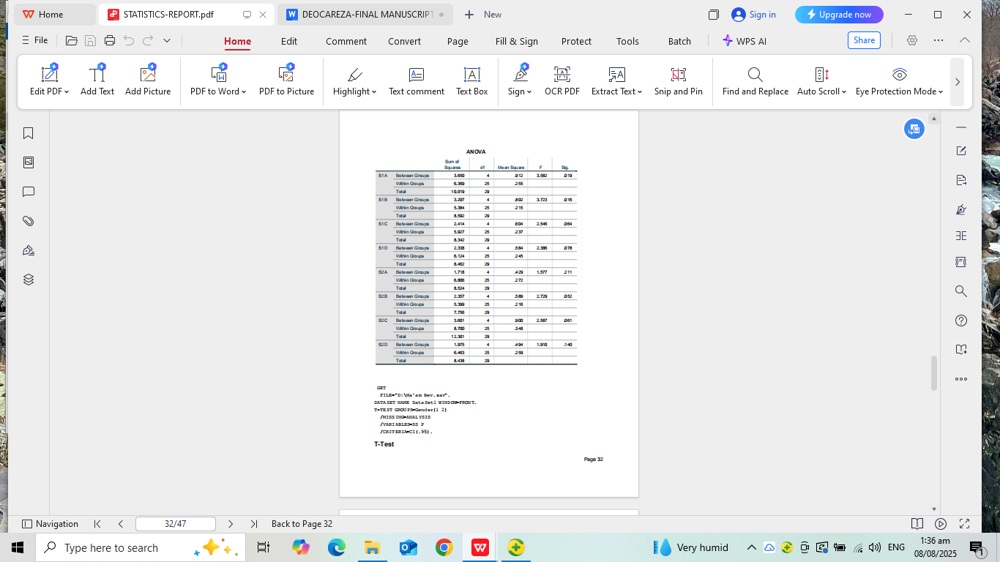 Home STATISTICS-REPORT.pdf DEOCAREZA-FINAL MANUSCRIPT New Sign in Upgrade now
File Home Edit Comment Convert Page Fill & Sign Protect Tools Batch WPS AI Share
Edit PDF Add Text Add Picture PDF to Word PDF to Picture Highlight Text comment Text Box Sign OCR PDF Extract Text Snip and Pin Find and Replace Auto Scroll Eye Protection Mode
ANOVA
Sum of
Squares df Mean Square F Sig.
S1A Between Groups 3.650 4 .912 3.582 .019
Within Groups 6.369 25 .255
Total 10.019 29
S1B Between Groups 3.207 4 .802 3.723 .016
Within Groups 5.384 25 .215
Total 8.592 29
S1C Between Groups 2.414 4 .604 2.546 .064
Within Groups 5.927 25 .237
Total 8.342 29
S1D Between Groups 2.338 4 .584 2.386 .078
Within Groups 6.124 25 .245
Total 8.462 29
S2A Between Groups 1.718 4 .429 1.577 .211
Within Groups 6.806 25 .272
Total 8.524 29
S2B Between Groups 2.357 4 .589 2.729 .052
Within Groups 5.399 25 .216
Total 7.756 29
S2C Between Groups 3.601 4 .900 2.587 .061
Within Groups 8.700 25 .348
Total 12.301 29
S2D Between Groups 1.975 4 .494 1.910 .140
Within Groups 6.463 25 .259
Total 8.438 29
GET
FILE="D:\Ma'am Bev.sav".
DATASET NAME DataSet1 WINDOW=FRONT.
T-TEST GROUPS=Gender(1 2)
/MISSING=ANALYSIS
/VARIABLES=SS P
/CRITERIA=CI(.95).
T-Test
Page 32
Navigation 32/47 Back to Page 32
Type here to search Very humid ENG 1:36 am
08/08/2025 1